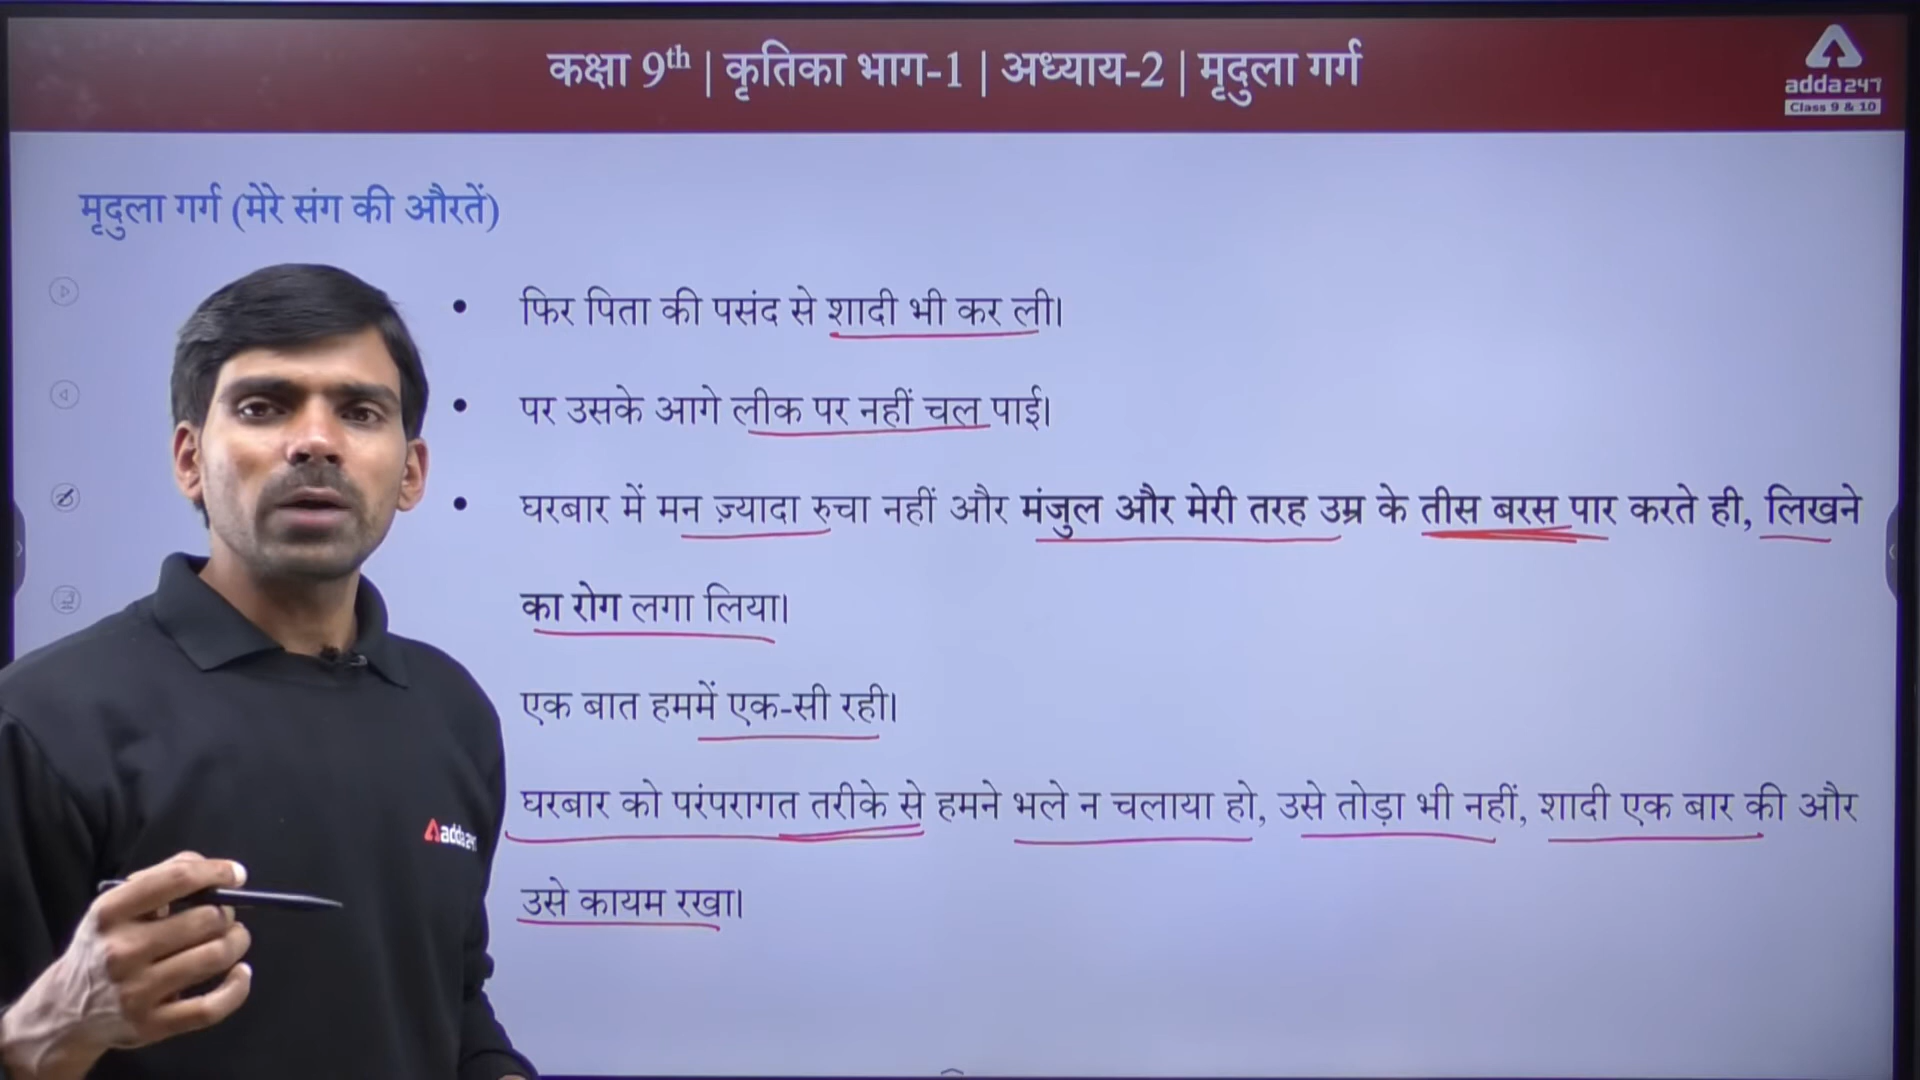 कक्षा 9th | कृतिका भाग-1 | अध्याय-2 | मृदुला गर्ग
adda247
Class 9 & 10
मृदुला गर्ग (मेरे संग की औरतें)
• फिर पिता की पसंद से शादी भी कर ली।
• पर उसके आगे लीक पर नहीं चल पाई।
• घरबार में मन ज़्यादा रुचा नहीं और मंजुल और मेरी तरह उम्र के तीस बरस पार करते ही, लिखने
का रोग लगा लिया।
एक बात हममें एक-सी रही।
घरबार को परंपरागत तरीके से हमने भले न चलाया हो, उसे तोड़ा भी नहीं, शादी एक बार की और
उसे कायम रखा।
adda247